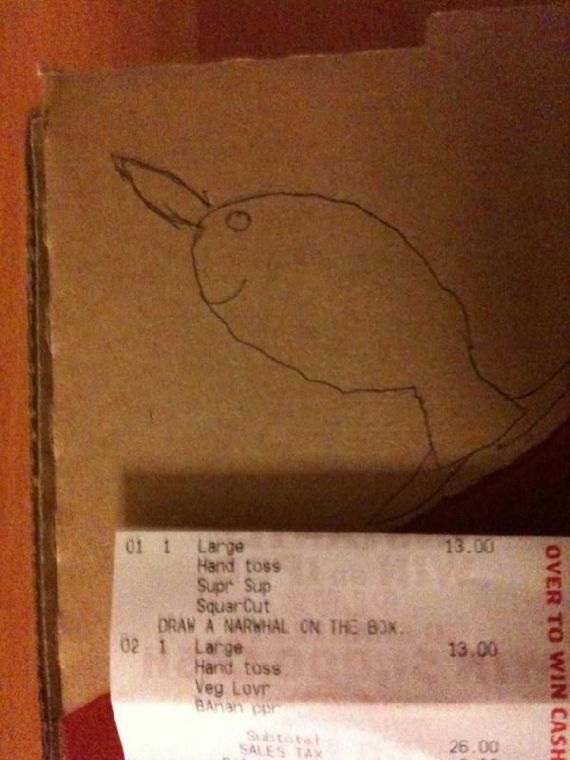 01 1 Large 13.00
Hand toss
Supr Sup
SquarCut
DRAW A NARWHAL ON THE BOX.
02 1 Large 13.00
Hand toss
Veg Lovr
BAnan ppr
Subtotal 26.00
SALES TAX
OVER TO WIN CASH